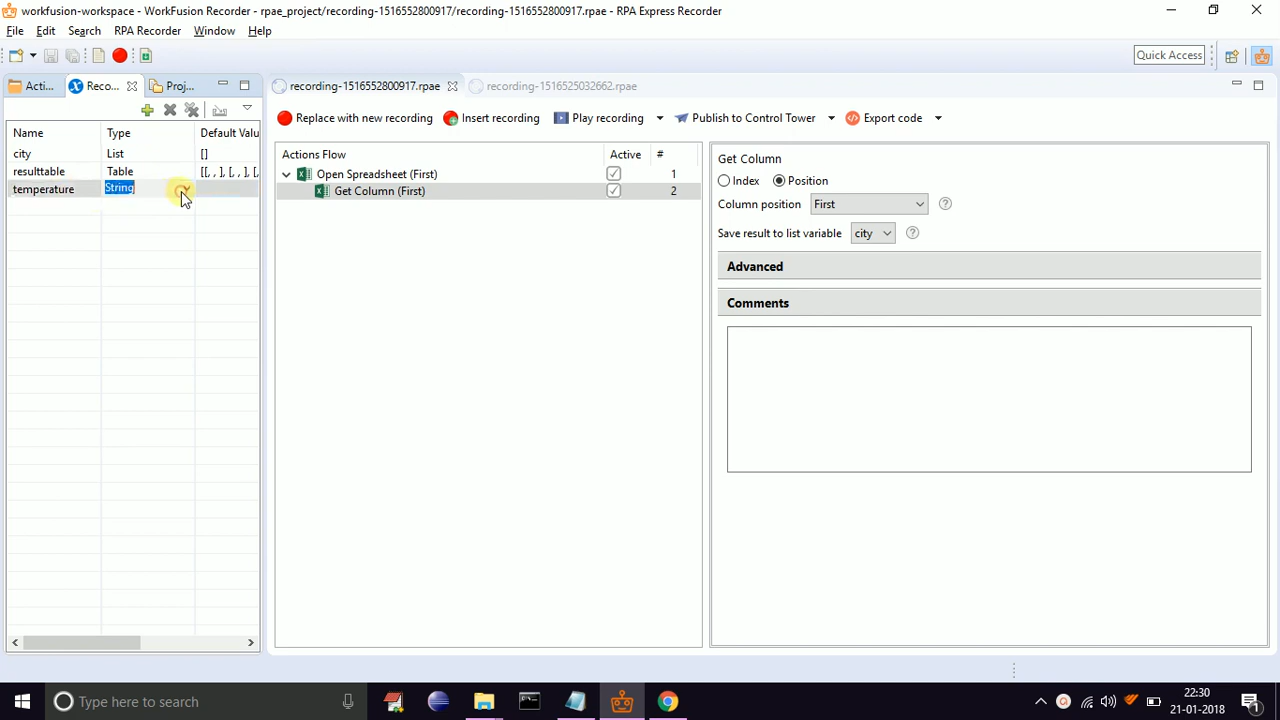 workfusion-workspace - WorkFusion Recorder - rpae_project/recording-1516552800917/recording-1516552800917.rpae - RPA Express Recorder
File Edit Search RPA Recorder Window Help
Quick Access
Acti... Reco... Proj... recording-1516552800917.rpae recording-1516525032662.rpae
Replace with new recording Insert recording Play recording Publish to Control Tower Export code
Name Type Default Valu
city List []
resulttable Table [[, , ], [, , ], [,
temperature String
Actions Flow Active #
Open Spreadsheet (First) 1
Get Column (First) 2
Get Column
Index Position
Column position First ?
Save result to list variable city ?
Advanced
Comments
Type here to search
22:30
21-01-2018
1